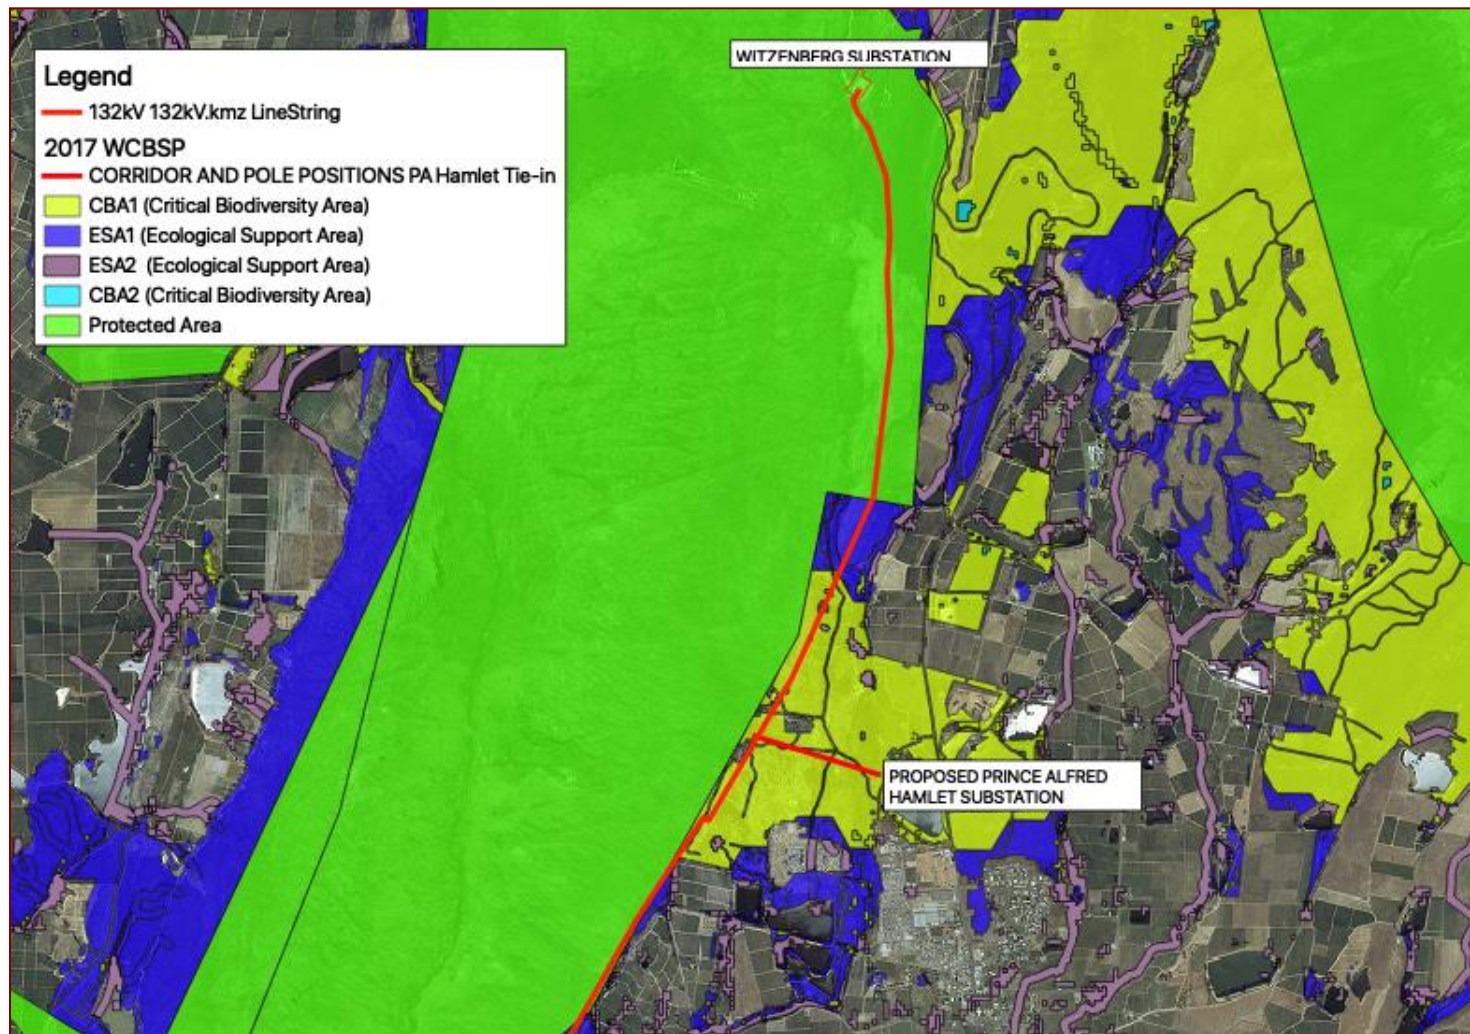 WITZENBERG SUBSTATION
Legend
132kV 132kV.kmz LineString
2017 WCBSP
CORRIDOR AND POLE POSITIONS PA Hamlet Tie-in
CBA1 (Critical Biodiversity Area)
ESA1 (Ecological Support Area)
ESA2 (Ecological Support Area)
CBA2 (Critical Biodiversity Area)
Protected Area
PROPOSED PRINCE ALFRED
HAMLET SUBSTATION